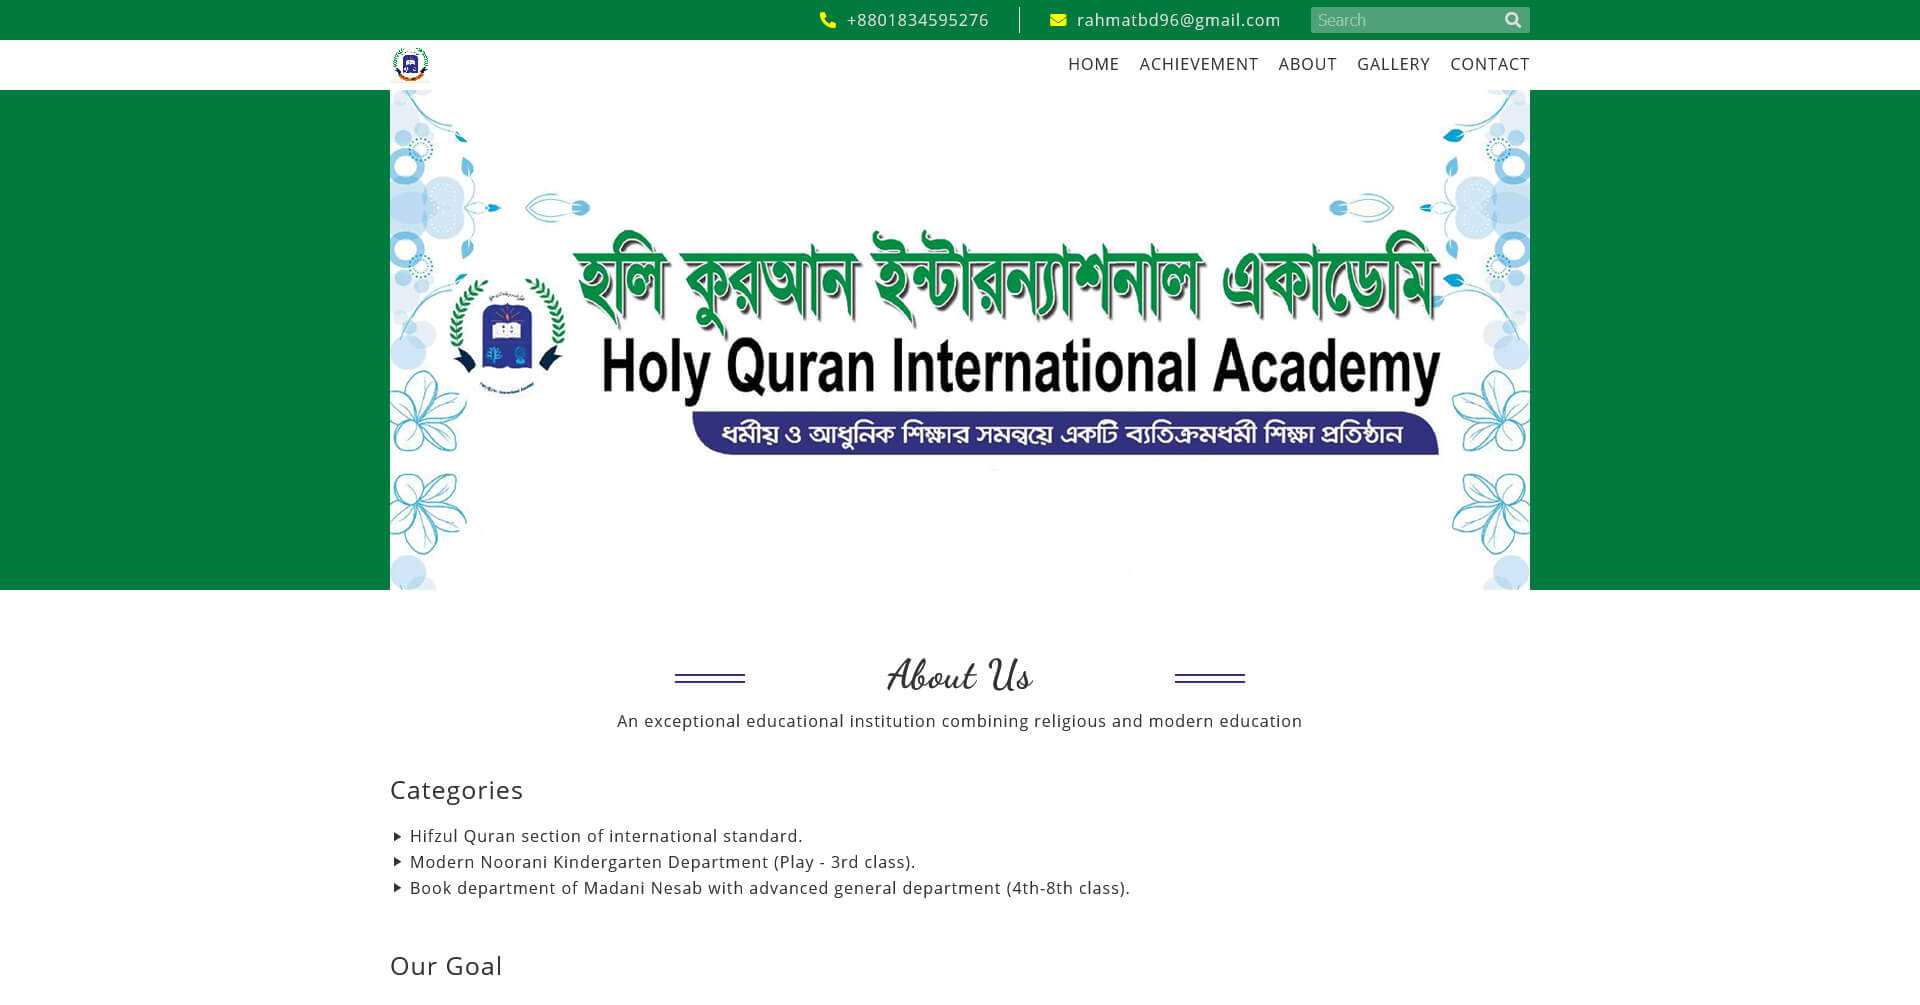 +8801834595276 rahmatbd96@gmail.com Search
HOME ACHIEVEMENT ABOUT GALLERY CONTACT
হলি কুরআন ইন্টারন্যাশনাল একাডেমি
Holy Quran International Academy
ধর্মীয় ও আধুনিক শিক্ষার সমন্বয়ে একটি ব্যতিক্রমধর্মী শিক্ষা প্রতিষ্ঠান
About Us
An exceptional educational institution combining religious and modern education
Categories
Hifzul Quran section of international standard.
Modern Noorani Kindergarten Department (Play - 3rd class).
Book department of Madani Nesab with advanced general department (4th-8th class).
Our Goal